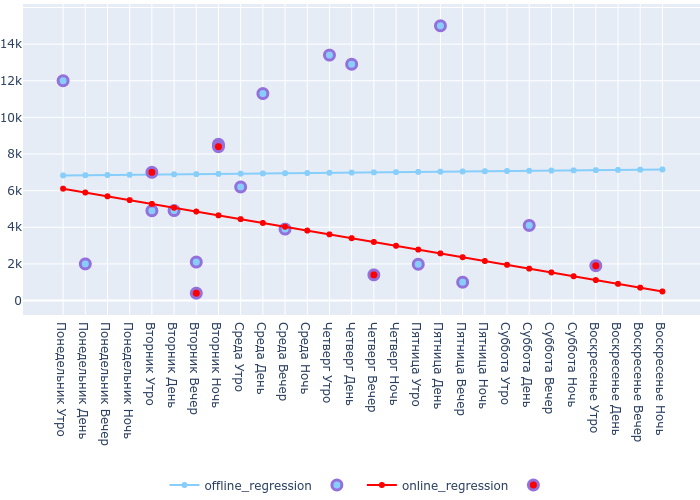 14k
12k
10k
8k
6k
4k
2k
0
Понедельник Утро
Понедельник День
Понедельник Вечер
Понедельник Ночь
Вторник Утро
Вторник День
Вторник Вечер
Вторник Ночь
Среда Утро
Среда День
Среда Вечер
Среда Ночь
Четверг Утро
Четверг День
Четверг Вечер
Четверг Ночь
Пятница Утро
Пятница День
Пятница Вечер
Пятница Ночь
Суббота Утро
Суббота День
Суббота Вечер
Суббота Ночь
Воскресенье Утро
Воскресенье День
Воскресенье Вечер
Воскресенье Ночь
offline_regression online_regression